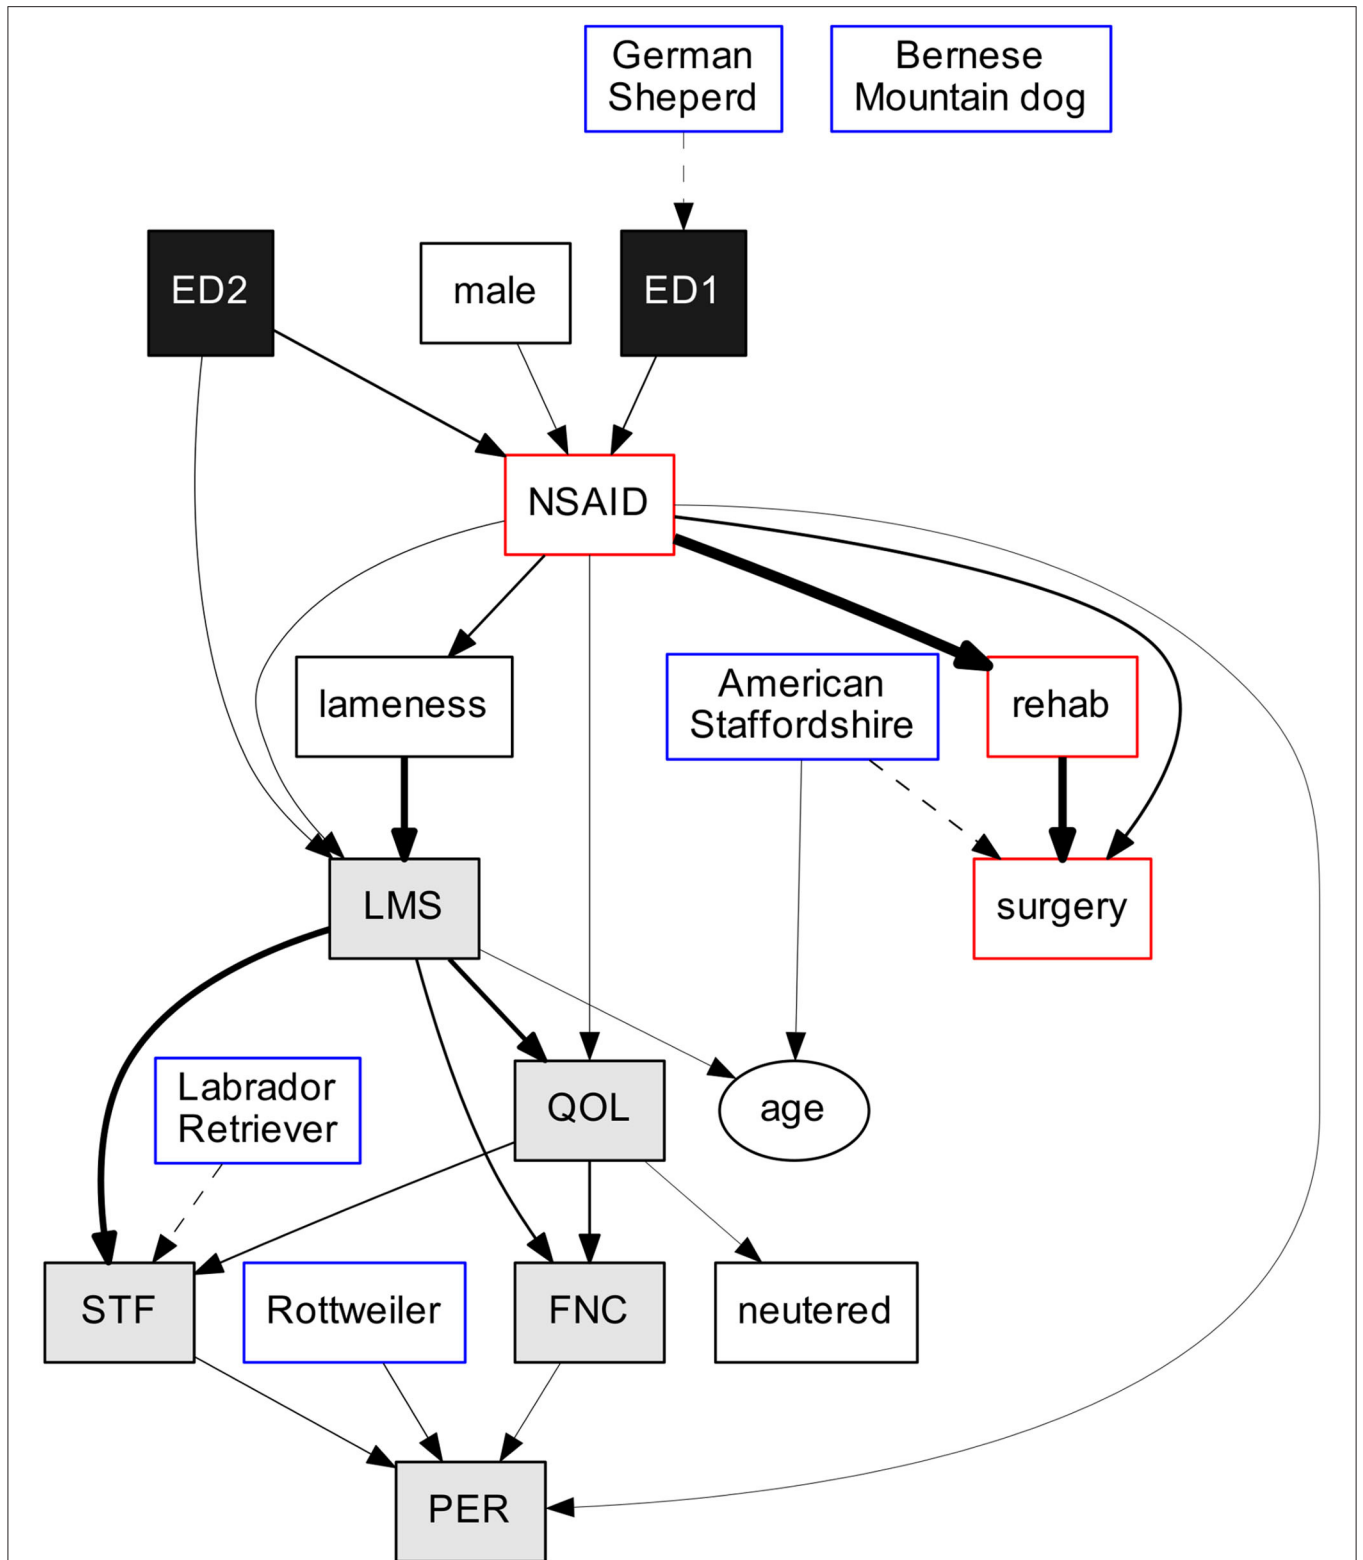 German
Sheperd
Bernese
Mountain dog
ED2
male
ED1
NSAID
lameness
American
Staffordshire
rehab
LMS
surgery
Labrador
Retriever
QOL
age
STF
Rottweiler
FNC
neutered
PER